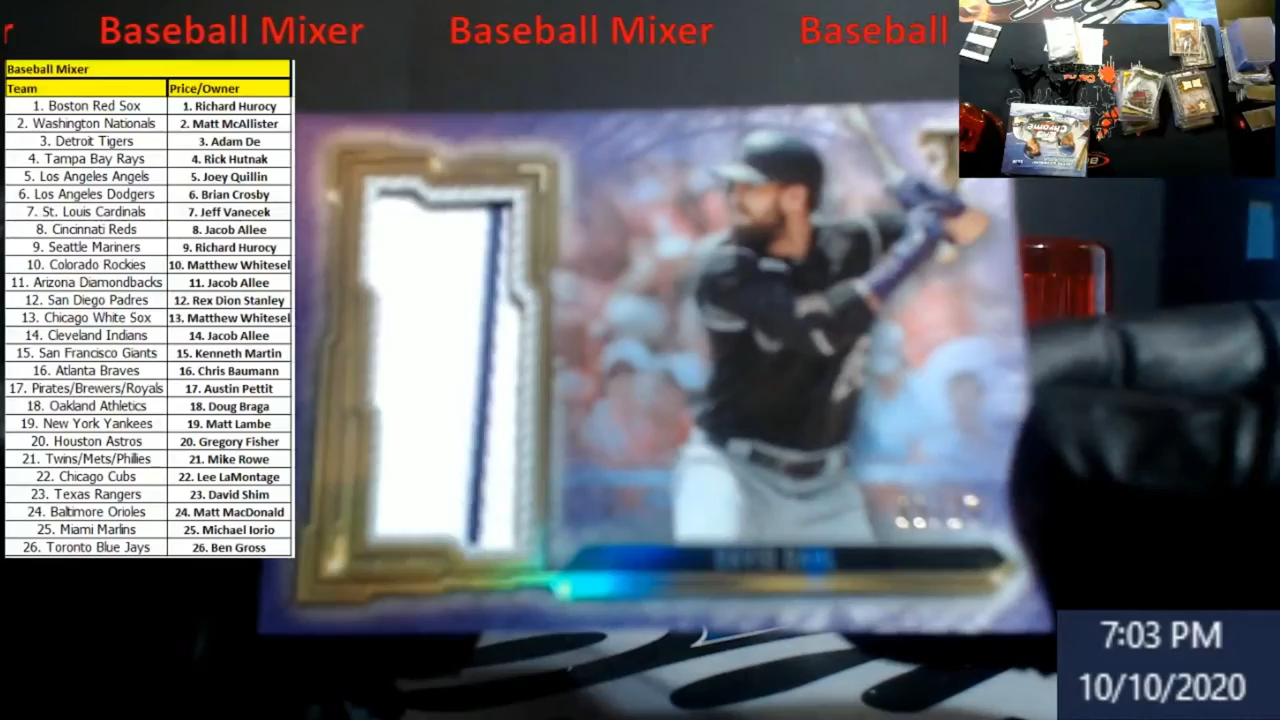 r Baseball Mixer Baseball Mixer Baseball
Baseball Mixer
Team Price/Owner
1. Boston Red Sox 1. Richard Hurocy
2. Washington Nationals 2. Matt McAllister
3. Detroit Tigers 3. Adam De
4. Tampa Bay Rays 4. Rick Hutnak
5. Los Angeles Angels 5. Joey Quillin
6. Los Angeles Dodgers 6. Brian Crosby
7. St. Louis Cardinals 7. Jeff Vanecek
8. Cincinnati Reds 8. Jacob Allee
9. Seattle Mariners 9. Richard Hurocy
10. Colorado Rockies 10. Matthew Whitesel
11. Arizona Diamondbacks 11. Jacob Allee
12. San Diego Padres 12. Rex Dion Stanley
13. Chicago White Sox 13. Matthew Whitesel
14. Cleveland Indians 14. Jacob Allee
15. San Francisco Giants 15. Kenneth Martin
16. Atlanta Braves 16. Chris Baumann
17. Pirates/Brewers/Royals 17. Austin Pettit
18. Oakland Athletics 18. Doug Braga
19. New York Yankees 19. Matt Lambe
20. Houston Astros 20. Gregory Fisher
21. Twins/Mets/Phillies 21. Mike Rowe
22. Chicago Cubs 22. Lee LaMontage
23. Texas Rangers 23. David Shim
24. Baltimore Orioles 24. Matt MacDonald
25. Miami Marlins 25. Michael Iorio
26. Toronto Blue Jays 26. Ben Gross
Chrome
7:03 PM
10/10/2020